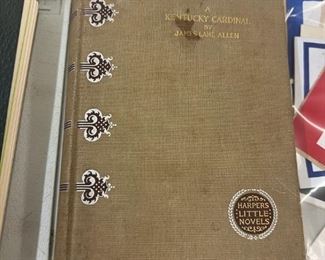 A
KENTUCKY CARDINAL
BY
JAMES LANE ALLEN
HARPERS
LITTLE
NOVELS